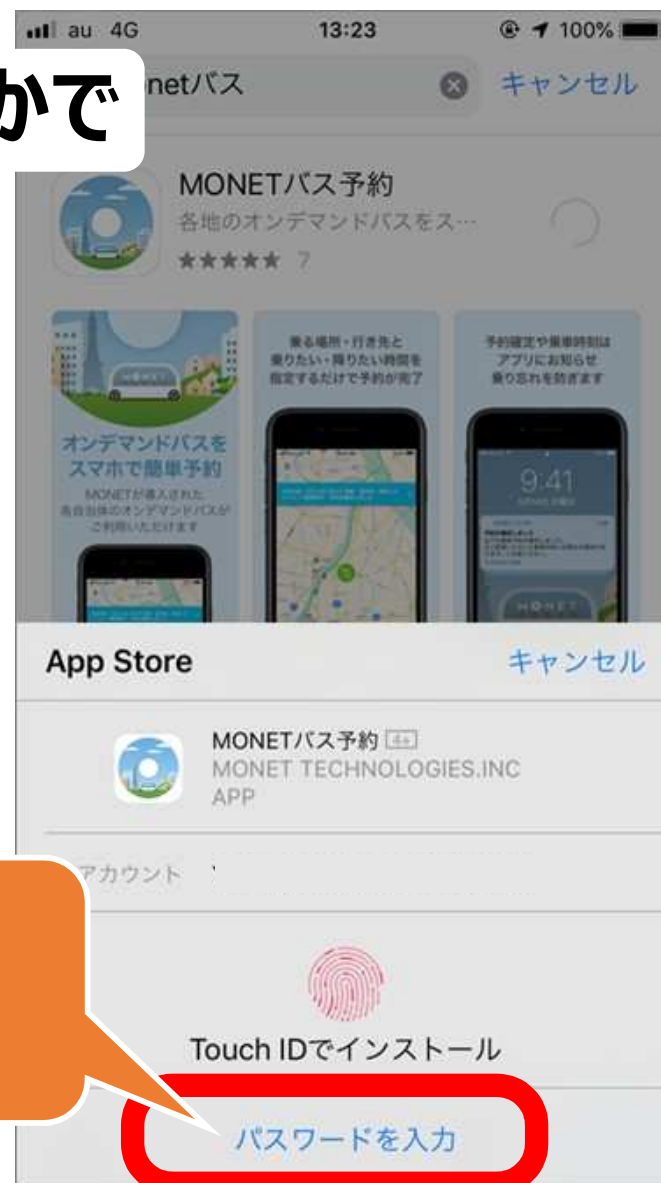 au 4G 13:23 100%
かで
netバス キャンセル
MONETバス予約
各地のオンデマンドバスをス…
★★★★★ 7
オンデマンドバスを
スマホで簡単予約
MONETが導入された
各自治体のオンデマンドバスが
ご利用いただけます
乗る場所・行き先と
乗りたい・降りたい時間を
指定するだけで予約が完了
予約確定や乗車時刻は
アプリにお知らせ
乗り忘れを防ぎます
9:41
MONET
App Store キャンセル
MONETバス予約 4+
MONET TECHNOLOGIES.INC
APP
アカウント
Touch IDでインストール
パスワードを入力